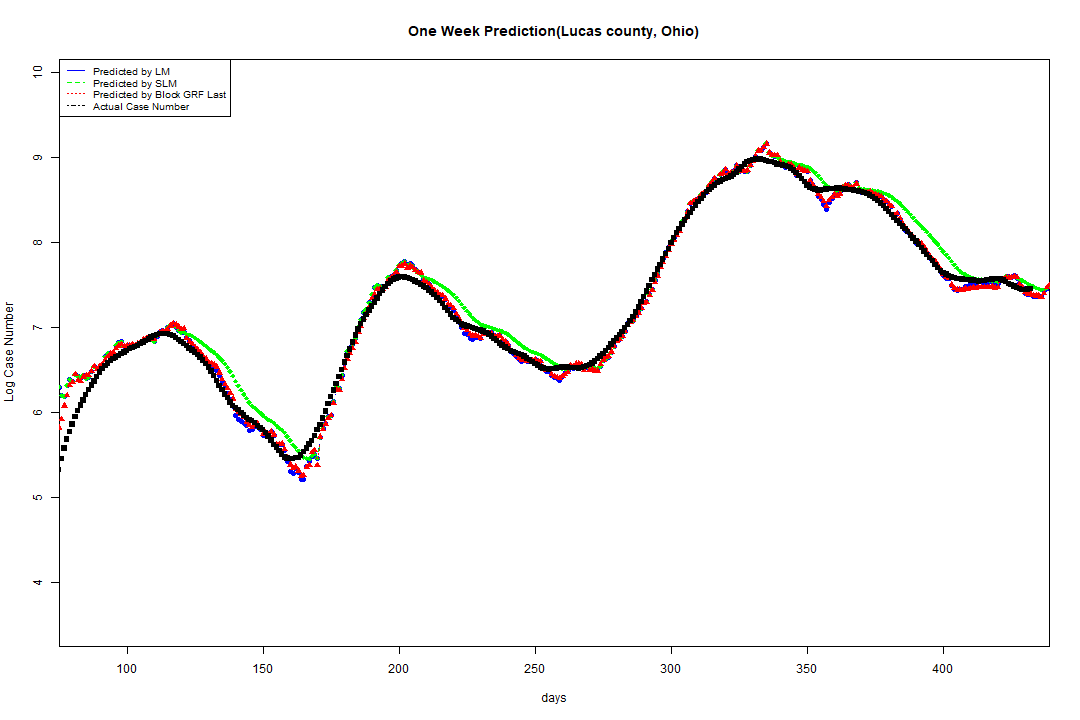 One Week Prediction(Lucas county, Ohio)
Predicted by LM
Predicted by SLM
Predicted by Block GRF Last
Actual Case Number
10
9
8
7
6
5
4
Log Case Number
100 150 200 250 300 350 400
days